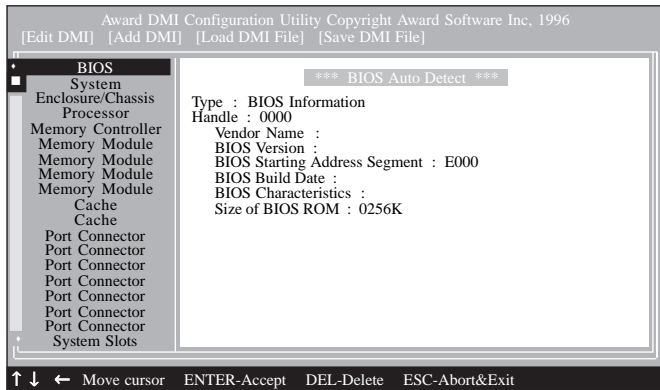 Award DMI Configuration Utility Copyright Award Software Inc, 1996
[Edit DMI] [Add DMI] [Load DMI File] [Save DMI File]
BIOS
System
Enclosure/Chassis
Processor
Memory Controller
Memory Module
Memory Module
Memory Module
Memory Module
Cache
Cache
Port Connector
Port Connector
Port Connector
Port Connector
Port Connector
Port Connector
Port Connector
System Slots
*** BIOS Auto Detect ***
Type : BIOS Information
Handle : 0000
Vendor Name :
BIOS Version :
BIOS Starting Address Segment : E000
BIOS Build Date :
BIOS Characteristics :
Size of BIOS ROM : 0256K
↑↓ ← Move cursor ENTER-Accept DEL-Delete ESC-Abort&Exit